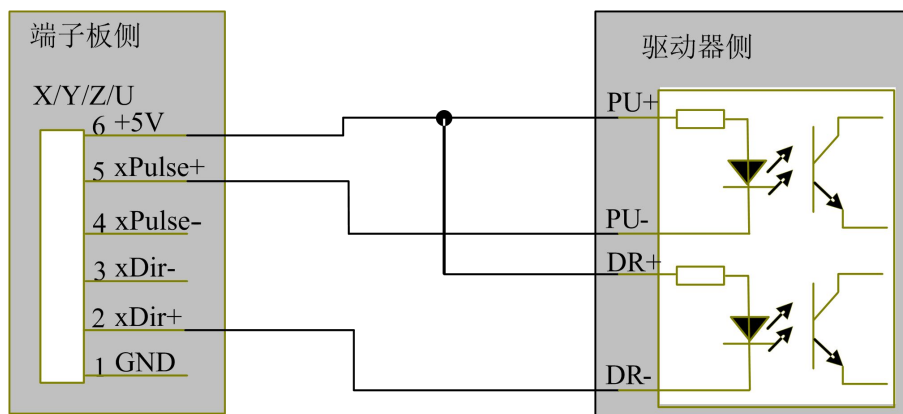 端子板侧
X/Y/Z/U
6 +5V
5 xPulse+
4 xPulse-
3 xDir-
2 xDir+
1 GND
驱动器侧
PU+
PU-
DR+
DR-